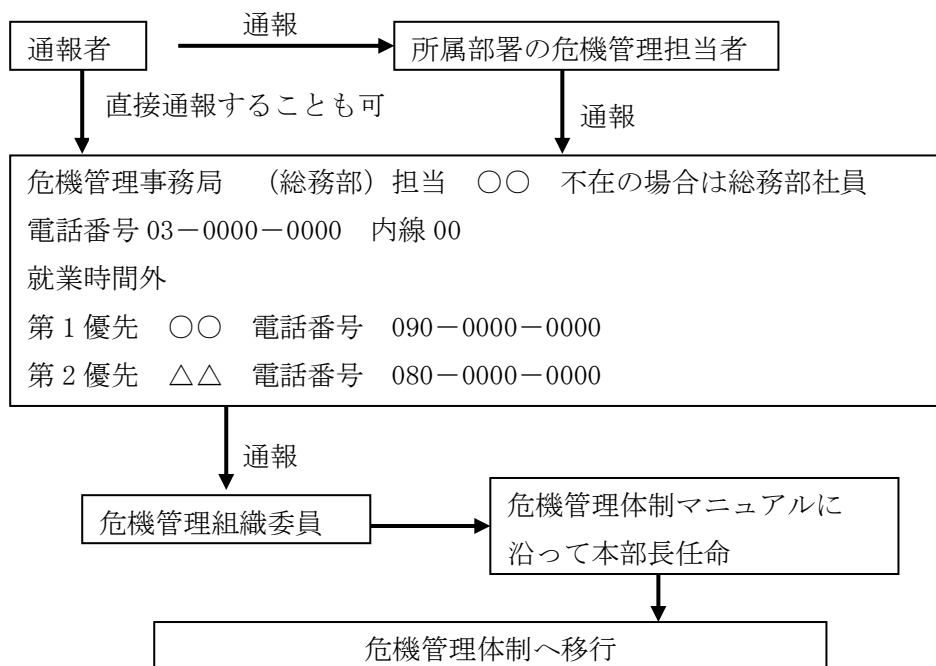 通報
通報者
所属部署の危機管理担当者
直接通報することも可
通報
危機管理事務局　（総務部）担当　○○　不在の場合は総務部社員
電話番号 03－0000－0000　内線 00
就業時間外
第１優先　○○　電話番号　090－0000－0000
第２優先　△△　電話番号　080－0000－0000
通報
危機管理組織委員
危機管理体制マニュアルに
沿って本部長任命
危機管理体制へ移行